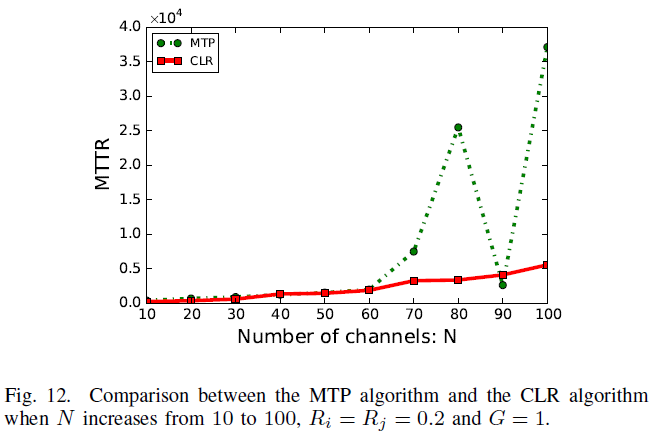 ×10⁴
4.0
MTP
CLR
3.5
3.0
2.5
2.0
1.5
1.0
0.5
0.0
MTTR
10 20 30 40 50 60 70 80 90 100
Number of channels: N
Fig. 12. Comparison between the MTP algorithm and the CLR algorithm
when N increases from 10 to 100, Rᵢ = Rⱼ = 0.2 and G = 1.